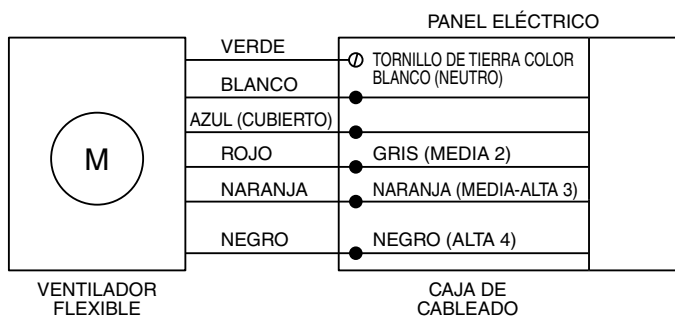 PANEL ELÉCTRICO
VERDE
TORNILLO DE TIERRA COLOR
BLANCO (NEUTRO)
BLANCO
AZUL (CUBIERTO)
M
ROJO
GRIS (MEDIA 2)
NARANJA
NARANJA (MEDIA-ALTA 3)
NEGRO
NEGRO (ALTA 4)
VENTILADOR
FLEXIBLE
CAJA DE
CABLEADO